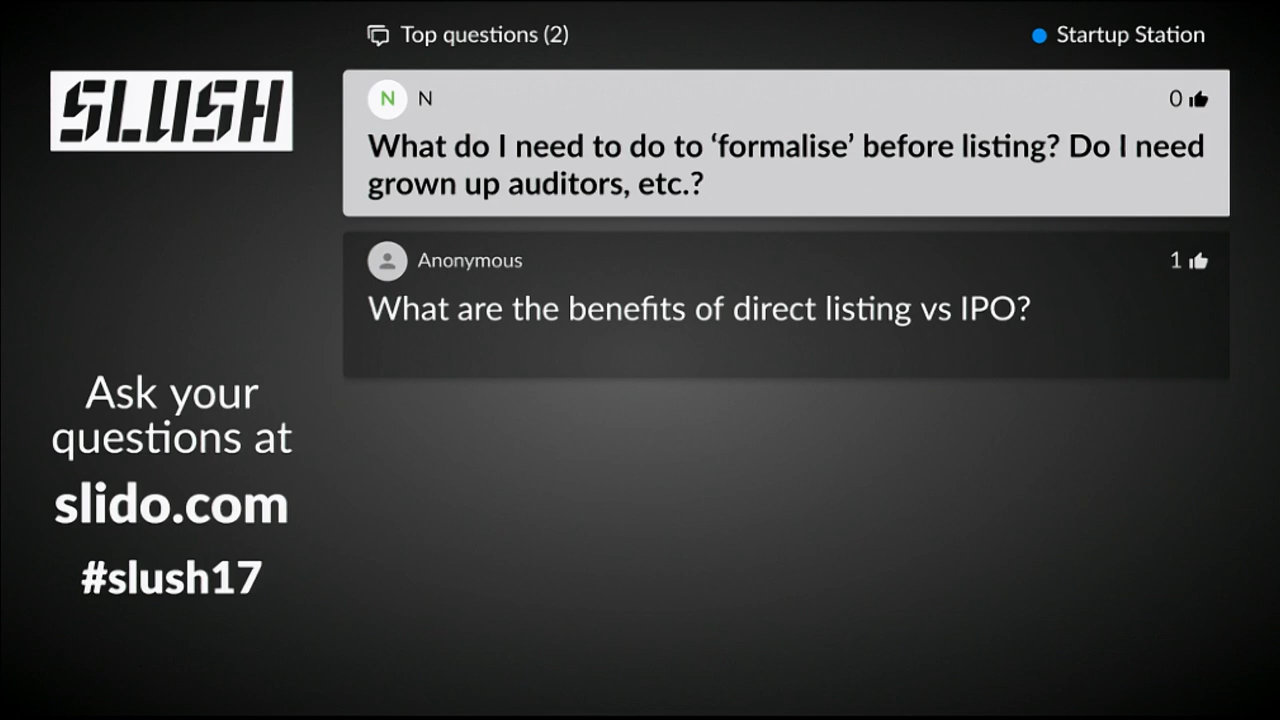 Top questions (2)
Startup Station
SLUSH
N N
0
What do I need to do to ‘formalise’ before listing? Do I need
grown up auditors, etc.?
Anonymous
1
What are the benefits of direct listing vs IPO?
Ask your
questions at
slido.com
#slush17